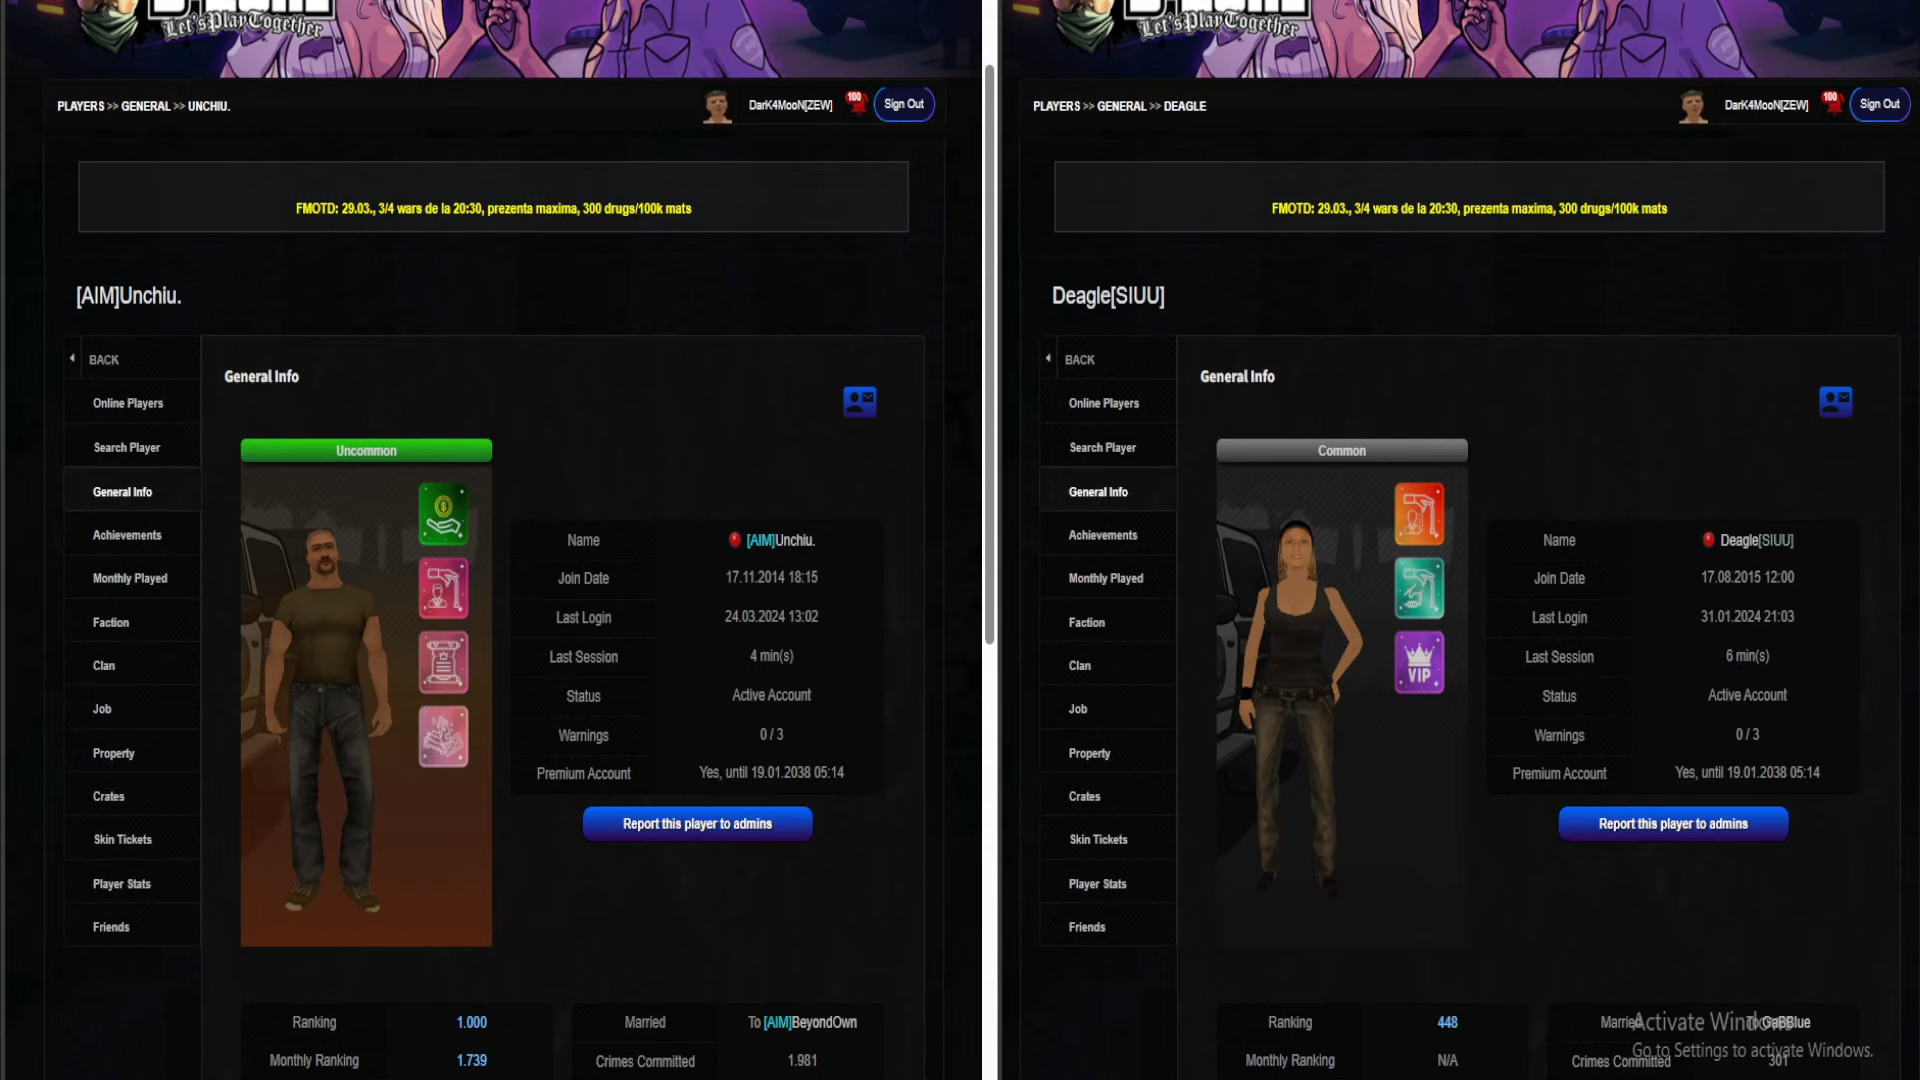 Let'sPlayTogether
PLAYERS >> GENERAL >> UNCHIU.
DarK4MooN[ZEW]
100
Sign Out
FMOTD: 29.03., 3/4 wars de la 20:30, prezenta maxima, 300 drugs/100k mats
[AIM]Unchiu.
BACK
Online Players
Search Player
General Info
Achievements
Monthly Played
Faction
Clan
Job
Property
Crates
Skin Tickets
Player Stats
Friends
General Info
Uncommon
Name [AIM]Unchiu.
Join Date 17.11.2014 18:15
Last Login 24.03.2024 13:02
Last Session 4 min(s)
Status Active Account
Warnings 0 / 3
Premium Account Yes, until 19.01.2038 05:14
Report this player to admins
Ranking 1.000
Monthly Ranking 1.739
Married To [AIM]BeyondOwn
Crimes Committed 1.981
Let'sPlayTogether
PLAYERS >> GENERAL >> DEAGLE
DarK4MooN[ZEW]
100
Sign Out
FMOTD: 29.03., 3/4 wars de la 20:30, prezenta maxima, 300 drugs/100k mats
Deagle[SIUU]
BACK
Online Players
Search Player
General Info
Achievements
Monthly Played
Faction
Clan
Job
Property
Crates
Skin Tickets
Player Stats
Friends
General Info
Common
VIP
Name Deagle[SIUU]
Join Date 17.08.2015 12:00
Last Login 31.01.2024 21:03
Last Session 6 min(s)
Status Active Account
Warnings 0 / 3
Premium Account Yes, until 19.01.2038 05:14
Report this player to admins
Ranking 448
Monthly Ranking N/A
Married To GaBBlue
Crimes Committed 301
Activate Windows
Go to Settings to activate Windows.